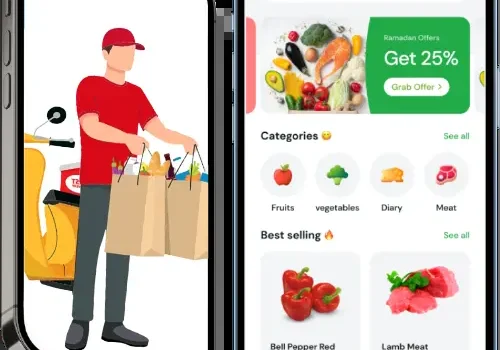 Ramadan Offers
Get 25%
Grab Offer >
Categories 😋
See all
Fruits
vegetables
Diary
Meat
Best selling 🔥
See all
Bell Pepper Red
Lamb Meat